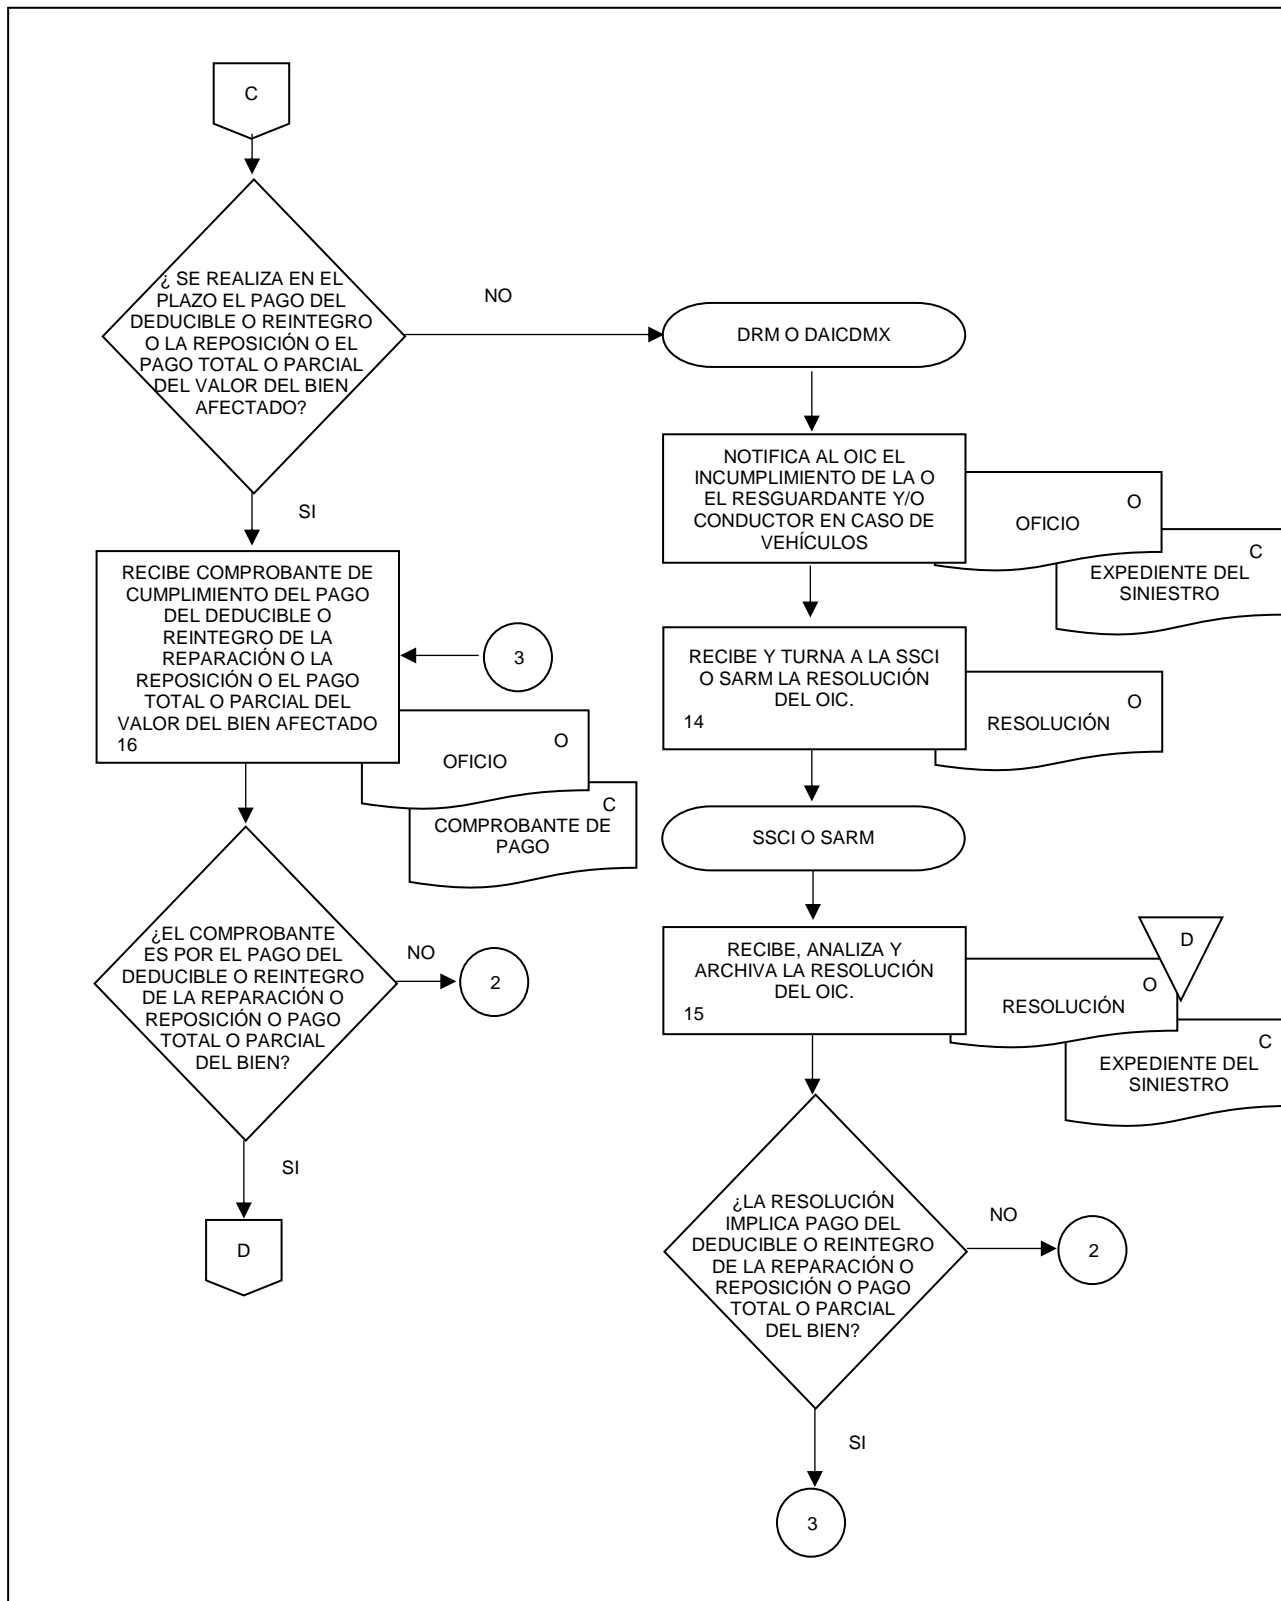 C
¿ SE REALIZA EN EL
PLAZO EL PAGO DEL
DEDUCIBLE O REINTEGRO
O LA REPOSICIÓN O EL
PAGO TOTAL O PARCIAL
DEL VALOR DEL BIEN
AFECTADO?
NO
SI
RECIBE COMPROBANTE DE
CUMPLIMIENTO DEL PAGO
DEL DEDUCIBLE O
REINTEGRO DE LA
REPARACIÓN O LA
REPOSICIÓN O EL PAGO
TOTAL O PARCIAL DEL
VALOR DEL BIEN AFECTADO
16
3
O
OFICIO
C
COMPROBANTE DE
PAGO
¿EL COMPROBANTE
ES POR EL PAGO DEL
DEDUCIBLE O REINTEGRO
DE LA REPARACIÓN O
REPOSICIÓN O PAGO
TOTAL O PARCIAL
DEL BIEN?
NO
2
SI
D
DRM O DAICDMX
NOTIFICA AL OIC EL
INCUMPLIMIENTO DE LA O
EL RESGUARDANTE Y/O
CONDUCTOR EN CASO DE
VEHÍCULOS
O
OFICIO
C
EXPEDIENTE DEL
SINIESTRO
RECIBE Y TURNA A LA SSCI
O SARM LA RESOLUCIÓN
DEL OIC.
14
O
RESOLUCIÓN
SSCI O SARM
RECIBE, ANALIZA Y
ARCHIVA LA RESOLUCIÓN
DEL OIC.
15
D
O
RESOLUCIÓN
C
EXPEDIENTE DEL
SINIESTRO
¿LA RESOLUCIÓN
IMPLICA PAGO DEL
DEDUCIBLE O REINTEGRO
DE LA REPARACIÓN O
REPOSICIÓN O PAGO
TOTAL O PARCIAL
DEL BIEN?
NO
2
SI
3